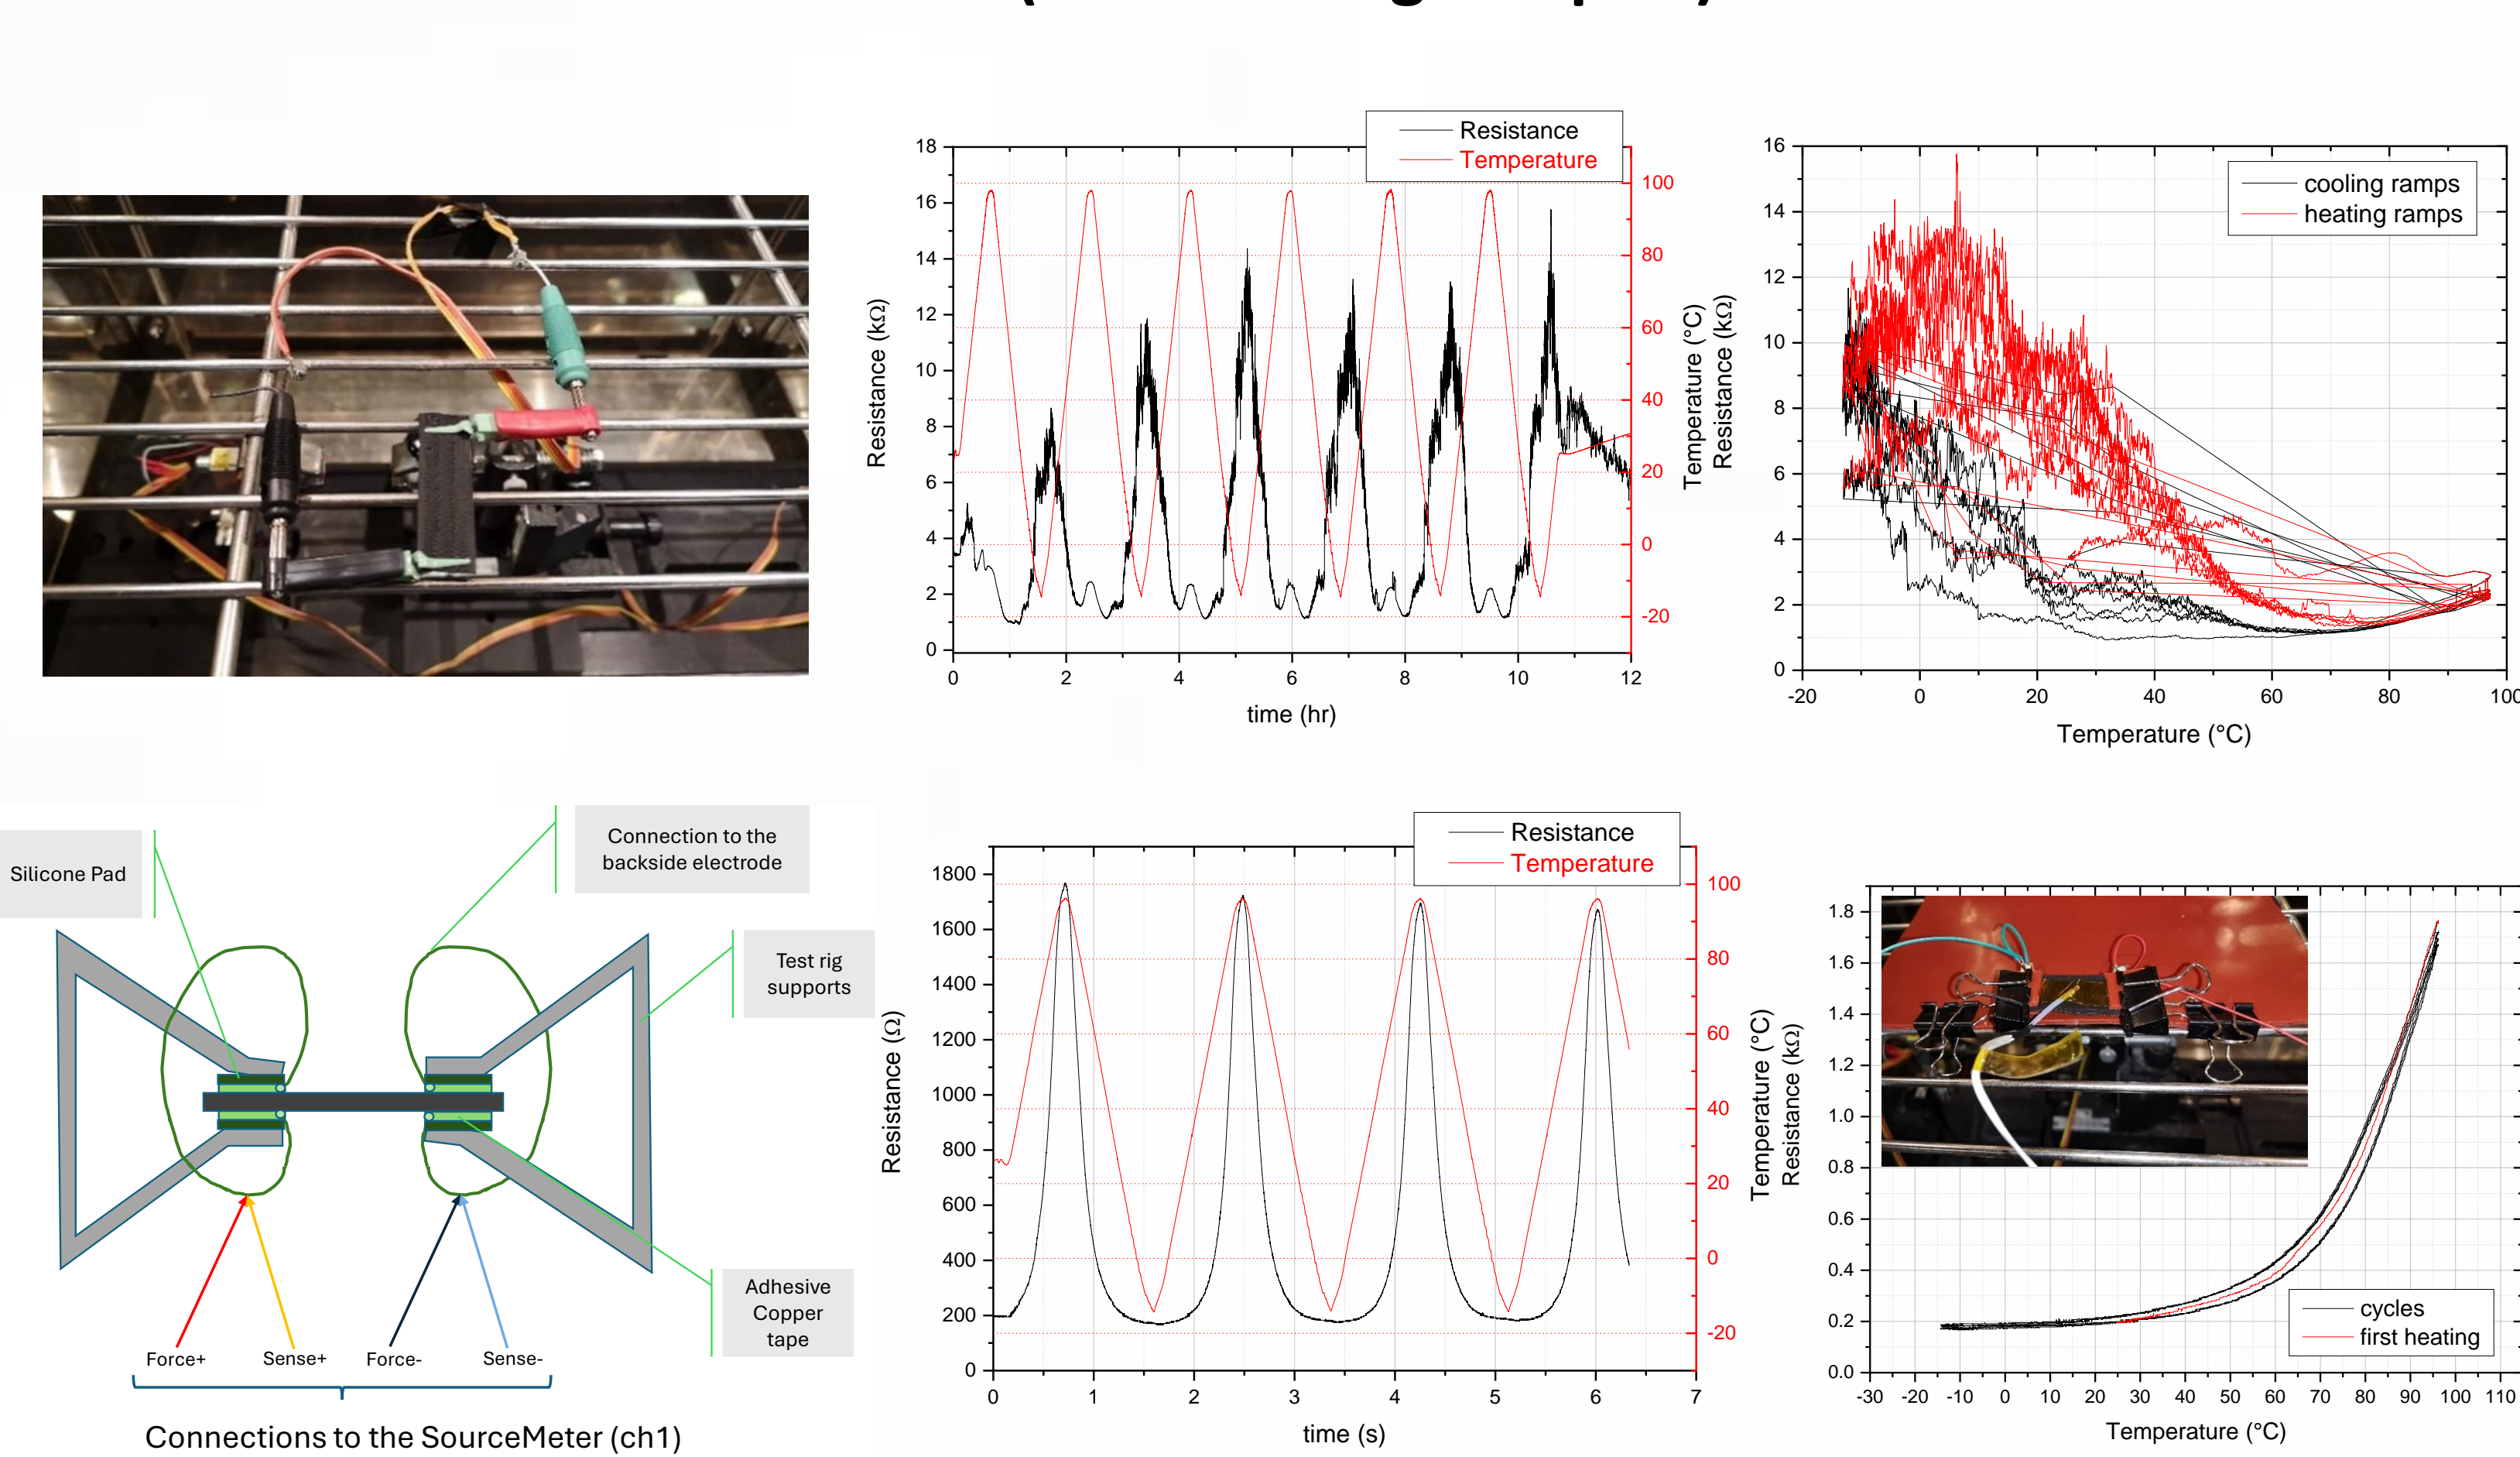 Resistance
Temperature
18
16
14
12
10
8
6
4
2
0
Resistance (kΩ)
100
80
60
40
20
0
-20
Temperature (°C)
0
2
4
6
8
10
12
time (hr)
cooling ramps
heating ramps
16
14
12
10
8
6
4
2
0
Resistance (kΩ)
-20
0
20
40
60
80
100
Temperature (°C)
Silicone Pad
Connection to the
backside electrode
Test rig
supports
Adhesive
Copper
tape
Force+
Sense+
Force-
Sense-
Connections to the SourceMeter (ch1)
Resistance
Temperature
1800
1600
1400
1200
1000
800
600
400
200
0
Resistance (Ω)
100
80
60
40
20
0
-20
Temperature (°C)
0
1
2
3
4
5
6
7
time (s)
1.8
1.6
1.4
1.2
1.0
0.8
0.6
0.4
0.2
0.0
Resistance (kΩ)
cycles
first heating
-30
-20
-10
0
10
20
30
40
50
60
70
80
90
100
110
Temperature (°C)